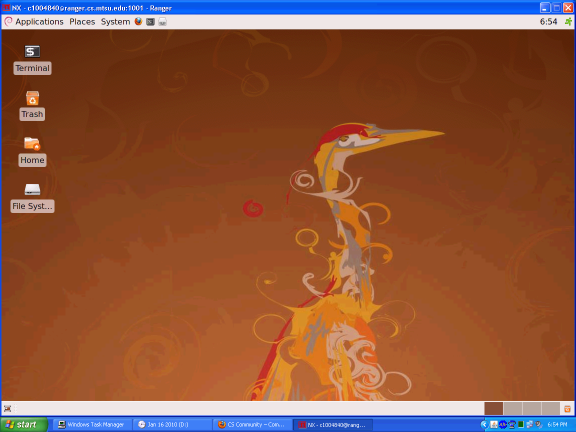 NX - c1004840@ranger.cs.mtsu.edu:1001 - Ranger
Applications Places System 6:54
Terminal
Trash
Home
File Syst...
start Windows Task Manager Jan 16 2010 (D:) CS Community – Com... NX - c1004840@rang... 6:54 PM